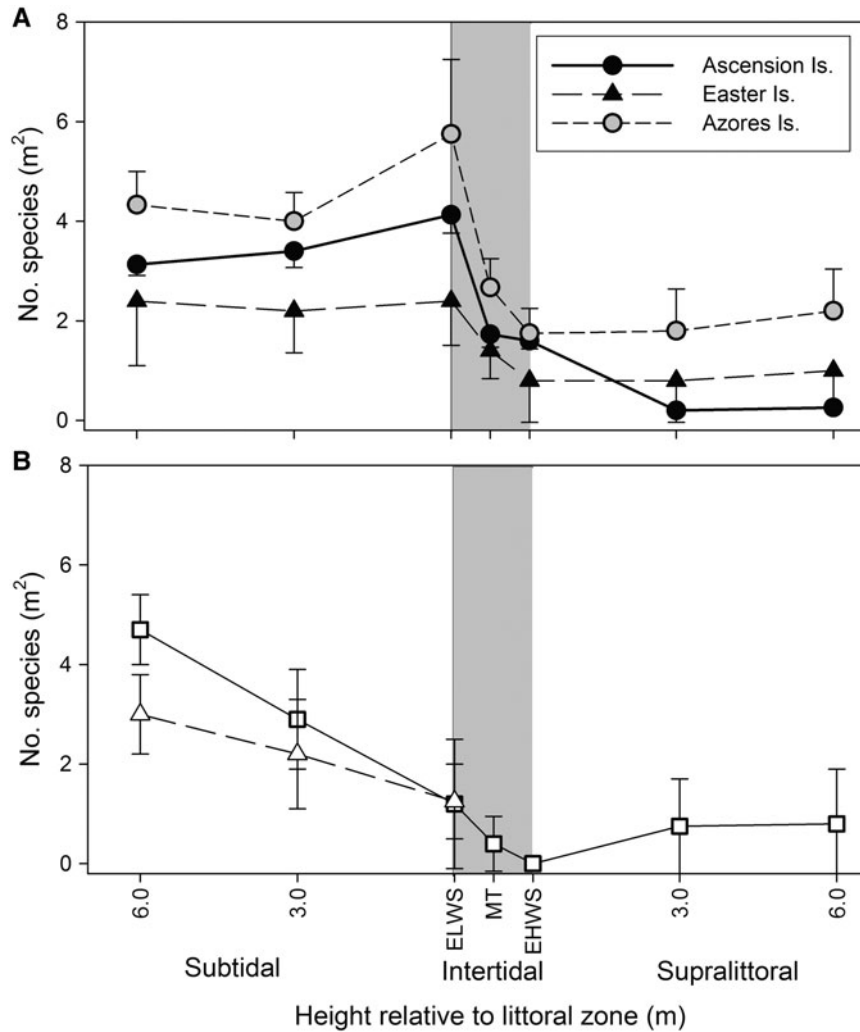 A
8
6
4
2
0
No. species (m²)
Ascension Is.
Easter Is.
Azores Is.
B
8
6
4
2
0
No. species (m²)
6.0
3.0
ELWS
MT
EHWS
3.0
6.0
Subtidal
Intertidal
Supralittoral
Height relative to littoral zone (m)